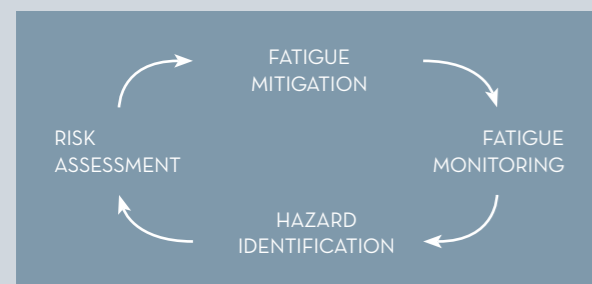 FATIGUE
MITIGATION
RISK
ASSESSMENT
FATIGUE
MONITORING
HAZARD
IDENTIFICATION